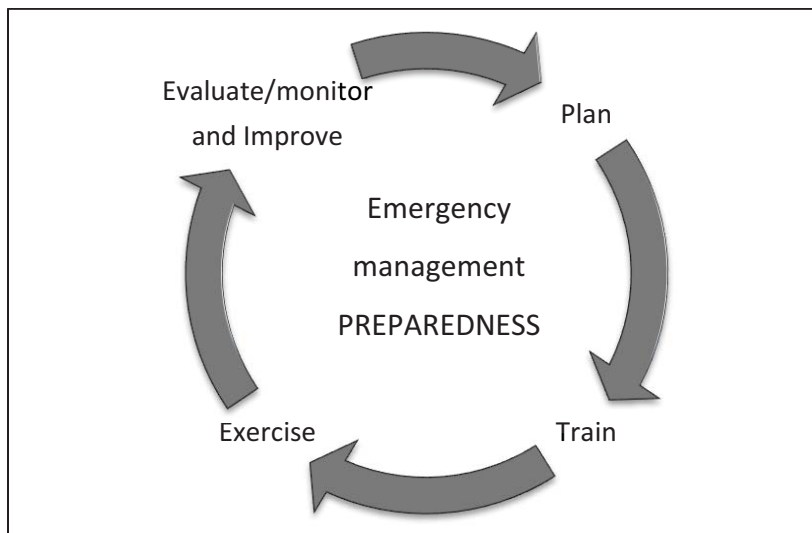 Evaluate/monitor
and Improve
Plan
Emergency
management
PREPAREDNESS
Exercise
Train